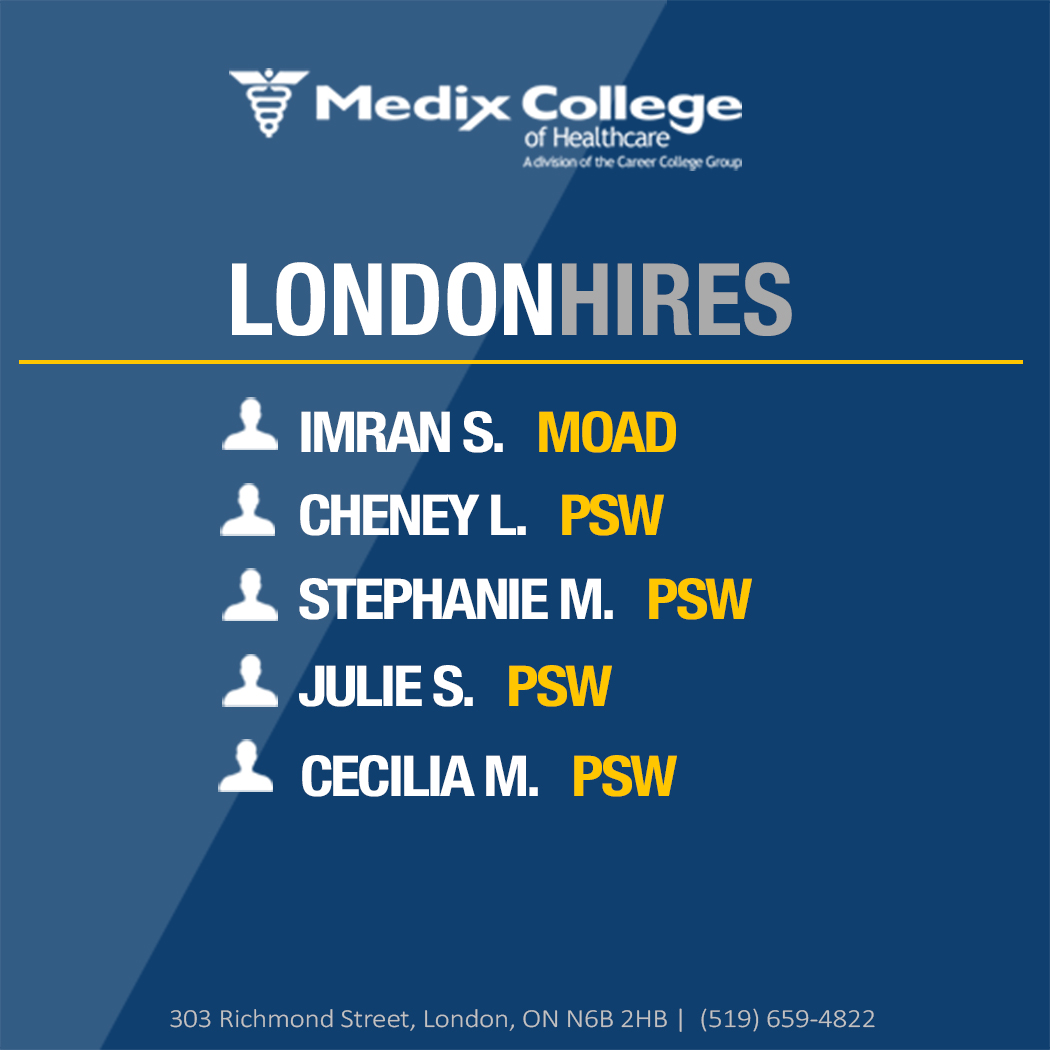 Medix College
of Healthcare
A division of the Career College Group
LONDONHIRES
IMRAN S. MOAD
CHENEY L. PSW
STEPHANIE M. PSW
JULIE S. PSW
CECILIA M. PSW
303 Richmond Street, London, ON N6B 2HB | (519) 659-4822